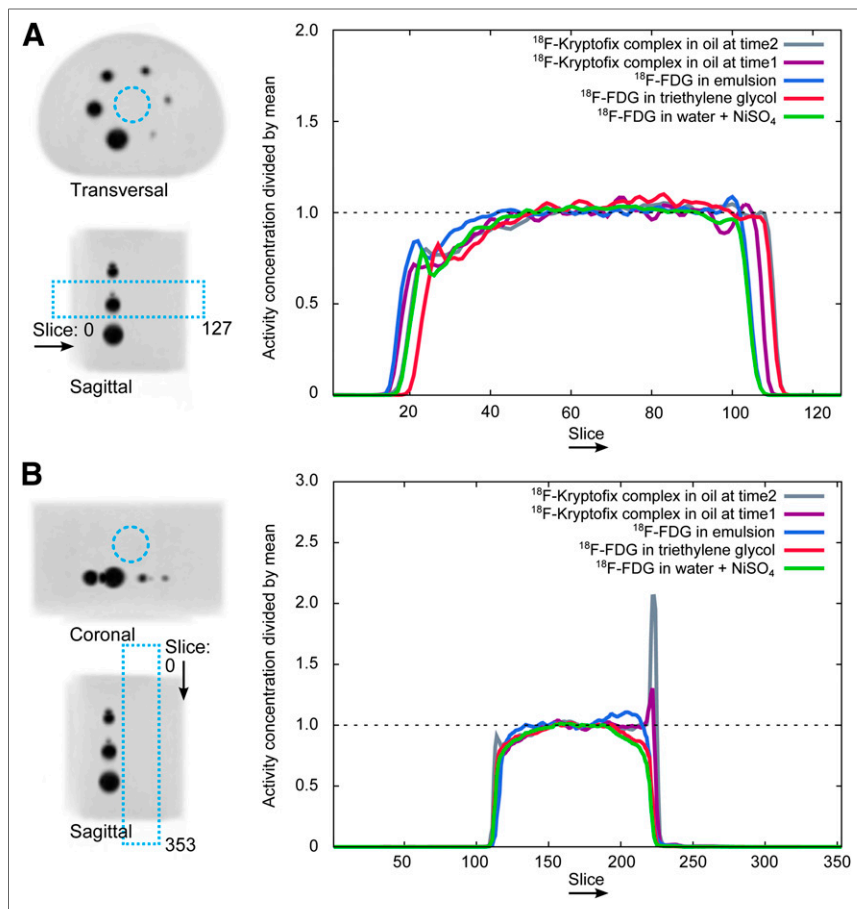 A
Transversal
Slice: 0
127
Sagittal
Activity concentration divided by mean
2.0
1.5
1.0
0.5
0
¹⁸F-Kryptofix complex in oil at time2
¹⁸F-Kryptofix complex in oil at time1
¹⁸F-FDG in emulsion
¹⁸F-FDG in triethylene glycol
¹⁸F-FDG in water + NiSO₄
20 40 60 80 100 120
Slice
B
Coronal
Slice:
0
Sagittal
353
Activity concentration divided by mean
3.0
2.5
2.0
1.5
1.0
0.5
0
¹⁸F-Kryptofix complex in oil at time2
¹⁸F-Kryptofix complex in oil at time1
¹⁸F-FDG in emulsion
¹⁸F-FDG in triethylene glycol
¹⁸F-FDG in water + NiSO₄
50 100 150 200 250 300 350
Slice